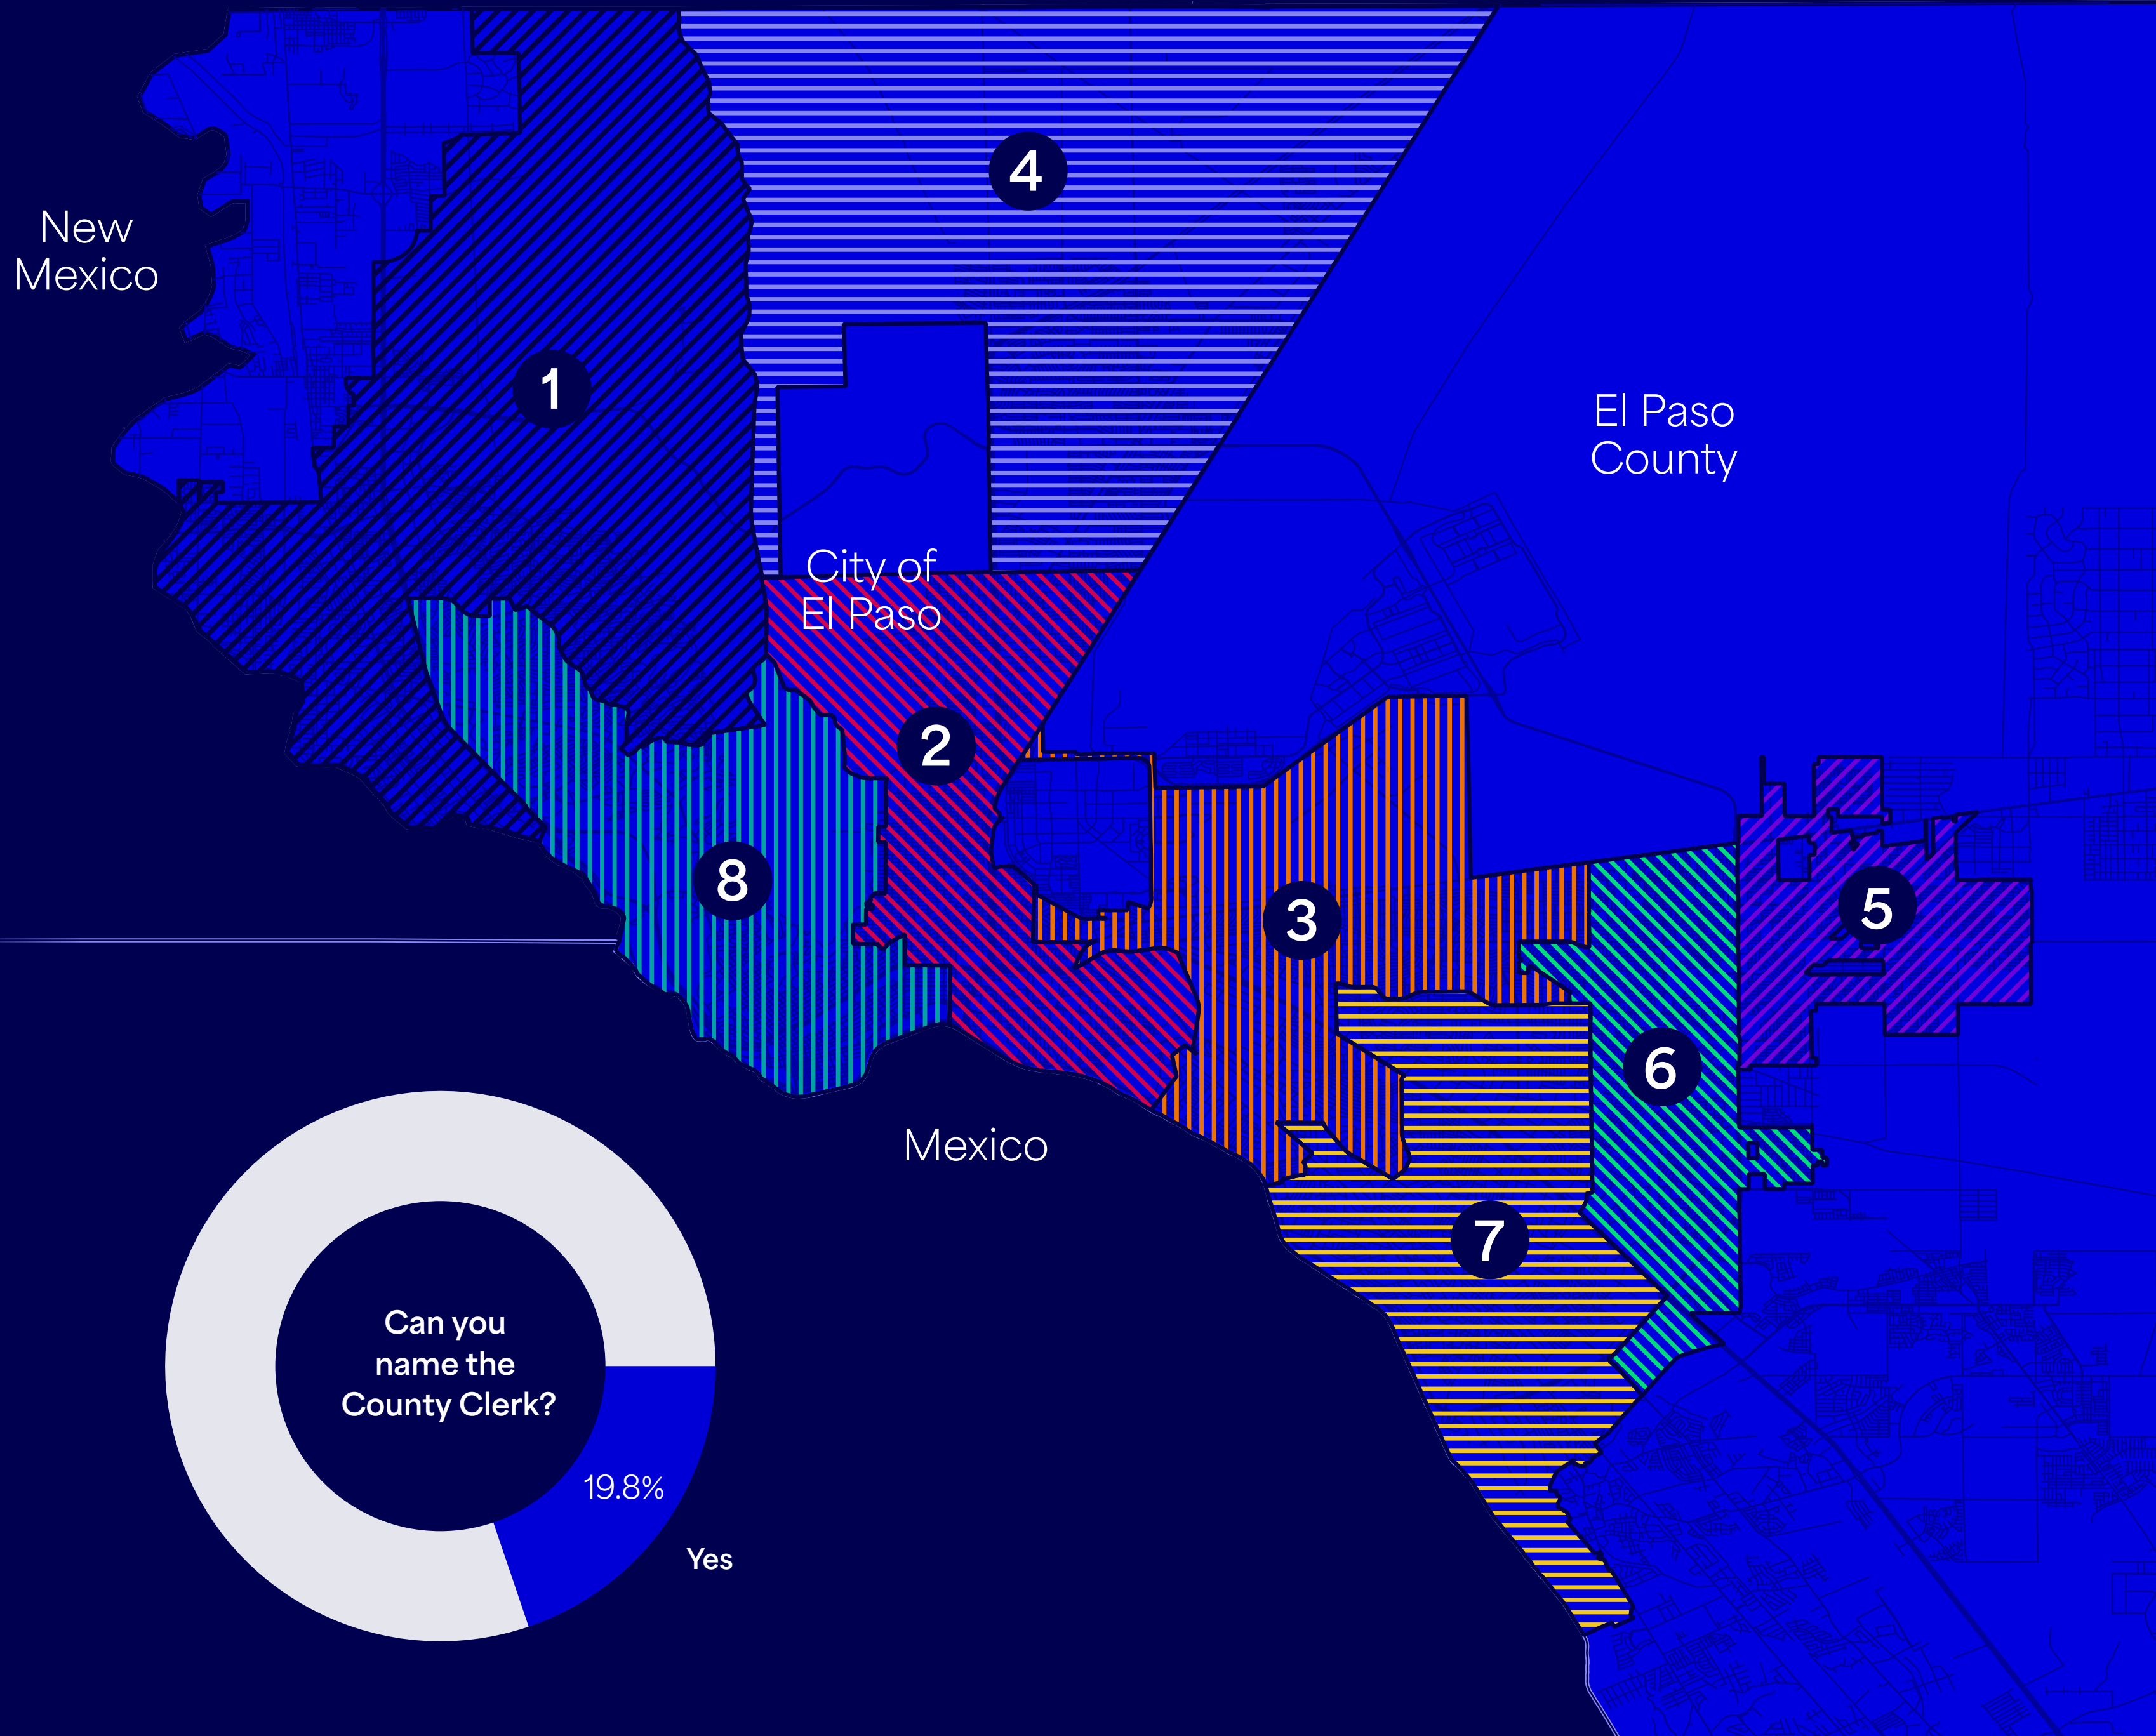 4
New
Mexico
1
El Paso
County
City of
El Paso
2
8
3
5
6
Mexico
7
Can you
name the
County Clerk?
19.8%
Yes